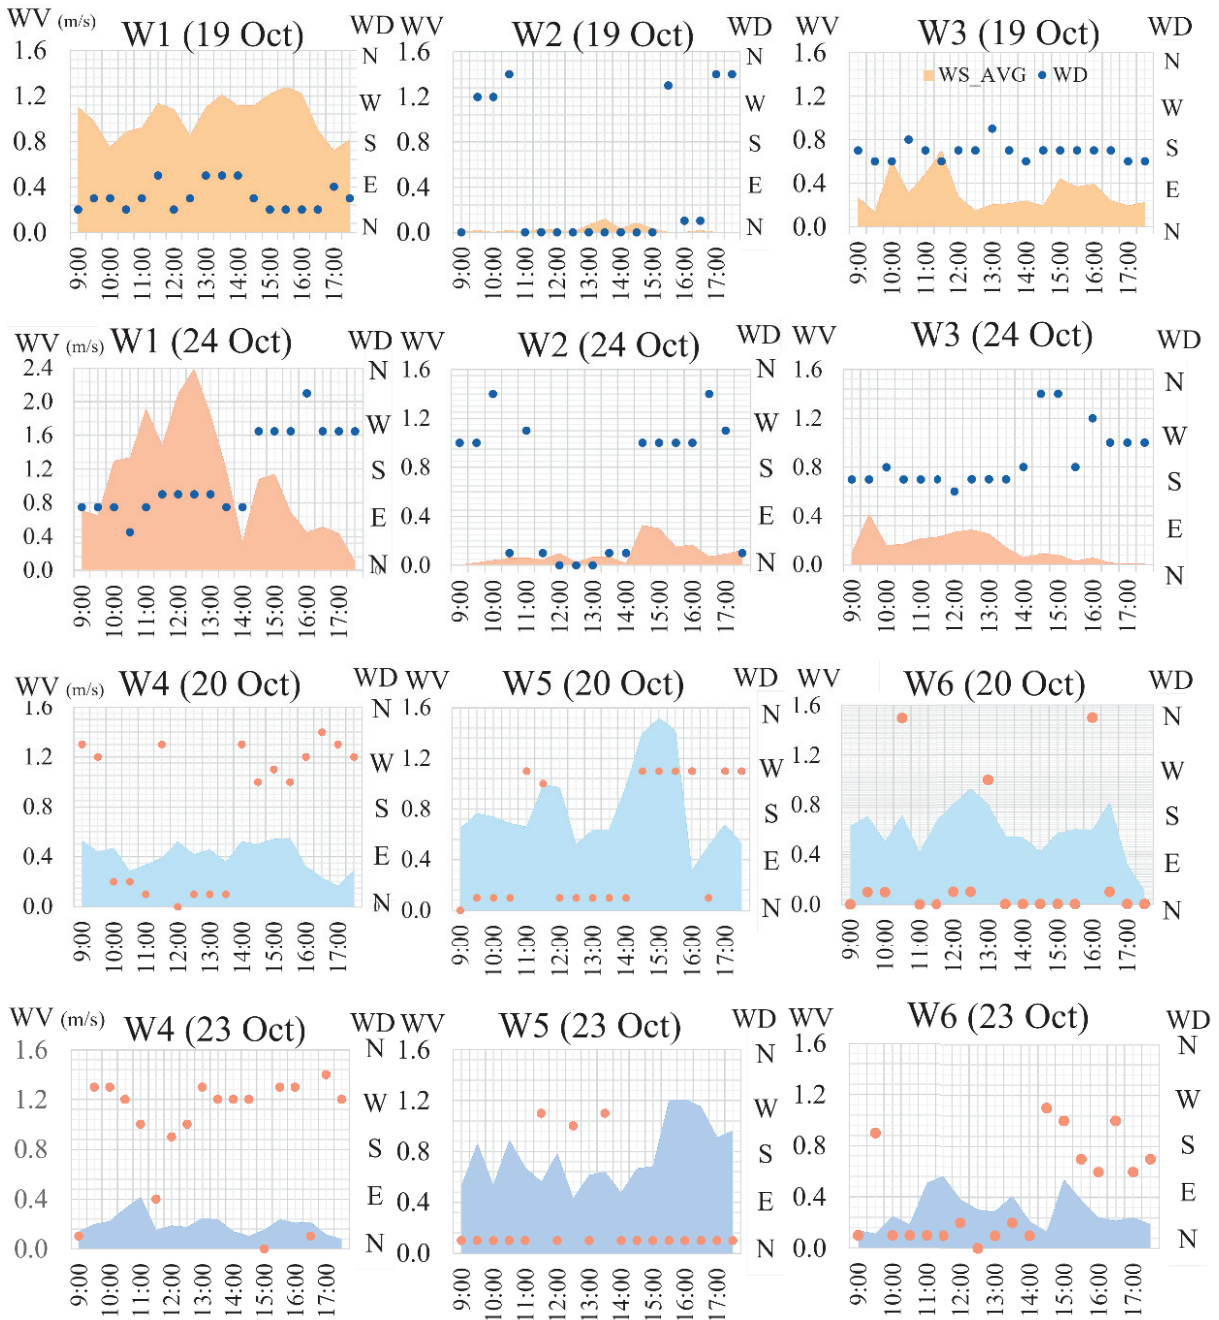 WV (m/s) W1 (19 Oct) WD
1.6
1.2
0.8
0.4
0.0
N
W
S
E
N
9:00 10:00 11:00 12:00 13:00 14:00 15:00 16:00 17:00
WV W2 (19 Oct) WD
1.6
1.2
0.8
0.4
0.0
N
W
S
E
N
9:00 10:00 11:00 12:00 13:00 14:00 15:00 16:00 17:00
WV W3 (19 Oct) WD
WS_AVG WD
1.6
1.2
0.8
0.4
0.0
N
W
S
E
N
9:00 10:00 11:00 12:00 13:00 14:00 15:00 16:00 17:00
WV (m/s) W1 (24 Oct) WD
2.4
2.0
1.6
1.2
0.8
0.4
0.0
N
W
S
E
N
9:00 10:00 11:00 12:00 13:00 14:00 15:00 16:00 17:00
WV W2 (24 Oct) WD
1.6
1.2
0.8
0.4
0.0
N
W
S
E
N
9:00 10:00 11:00 12:00 13:00 14:00 15:00 16:00 17:00
WV W3 (24 Oct) WD
1.6
1.2
0.8
0.4
0.0
N
W
S
E
N
9:00 10:00 11:00 12:00 13:00 14:00 15:00 16:00 17:00
WV (m/s) W4 (20 Oct) WD
1.6
1.2
0.8
0.4
0.0
N
W
S
E
N
9:00 10:00 11:00 12:00 13:00 14:00 15:00 16:00 17:00
WV W5 (20 Oct) WD
1.6
1.2
0.8
0.4
0.0
N
W
S
E
N
9:00 10:00 11:00 12:00 13:00 14:00 15:00 16:00 17:00
WV W6 (20 Oct) WD
1.6
1.2
0.8
0.4
0.0
N
W
S
E
N
9:00 10:00 11:00 12:00 13:00 14:00 15:00 16:00 17:00
WV (m/s) W4 (23 Oct) WD
1.6
1.2
0.8
0.4
0.0
N
W
S
E
N
9:00 10:00 11:00 12:00 13:00 14:00 15:00 16:00 17:00
WV W5 (23 Oct) WD
1.6
1.2
0.8
0.4
0.0
N
W
S
E
N
9:00 10:00 11:00 12:00 13:00 14:00 15:00 16:00 17:00
WV W6 (23 Oct) WD
1.6
1.2
0.8
0.4
0.0
N
W
S
E
N
9:00 10:00 11:00 12:00 13:00 14:00 15:00 16:00 17:00